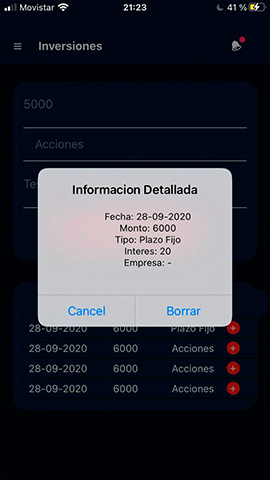 Movistar 21:23 41 %
Inversiones
5000
Acciones
Informacion Detallada
Fecha: 28-09-2020
Monto: 6000
Tipo: Plazo Fijo
Interes: 20
Empresa: -
Cancel Borrar
28-09-2020 6000 Plazo Fijo +
28-09-2020 6000 Acciones +
28-09-2020 6000 Acciones +
28-09-2020 6000 Acciones +